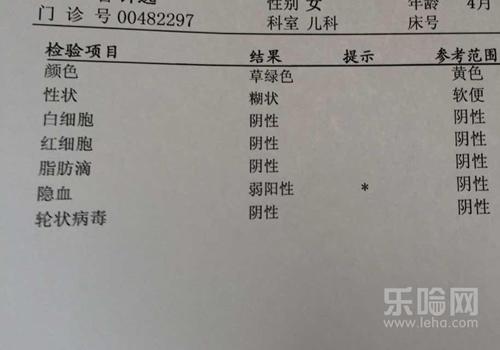 性别 女 年龄 4月
门诊号 00482297 科室 儿科 床号
检验项目 结果 提示 参考范围
颜色 草绿色 黄色
性状 糊状 软便
白细胞 阴性 阴性
红细胞 阴性 阴性
脂肪滴 阴性 阴性
隐血 弱阳性 * 阴性
轮状病毒 阴性 阴性
乐哈网
www.leha.com